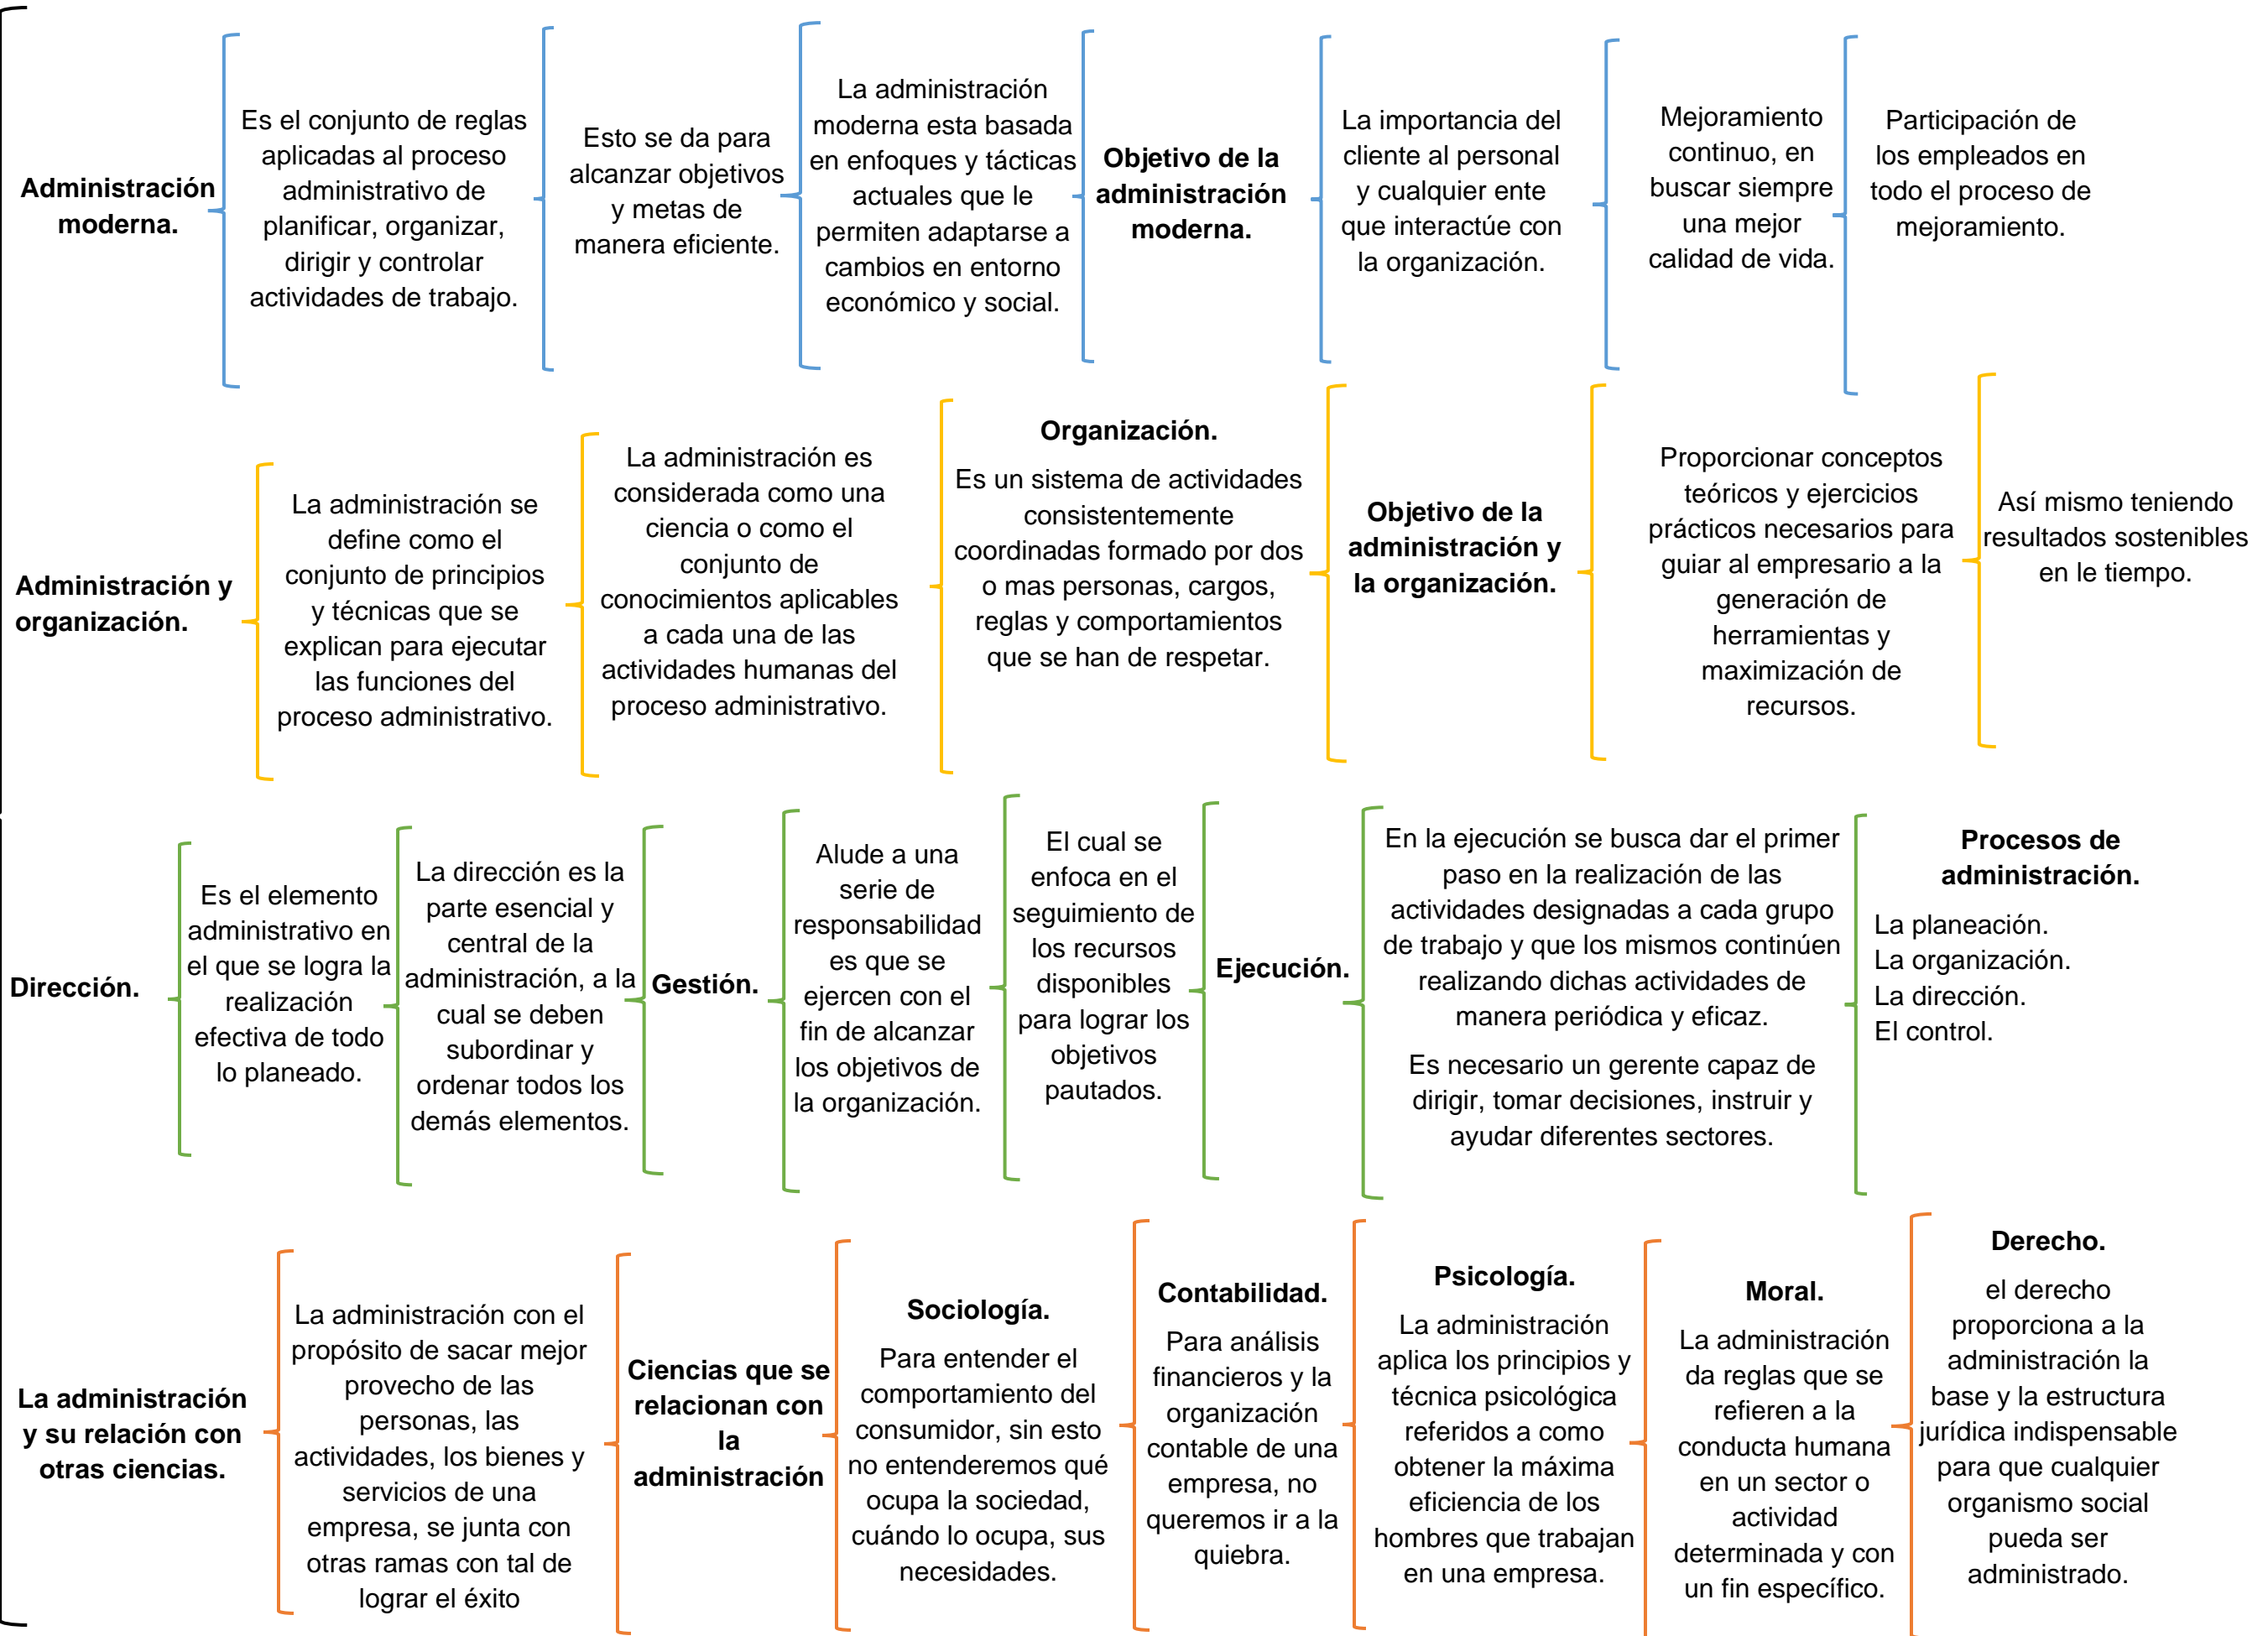 Administración
moderna.
Es el conjunto de reglas
aplicadas al proceso
administrativo de
planificar, organizar,
dirigir y controlar
actividades de trabajo.
Esto se da para
alcanzar objetivos
y metas de
manera eficiente.
La administración
moderna esta basada
en enfoques y tácticas
actuales que le
permiten adaptarse a
cambios en entorno
económico y social.
Objetivo de la
administración
moderna.
La importancia del
cliente al personal
y cualquier ente
que interactúe con
la organización.
Mejoramiento
continuo, en
buscar siempre
una mejor
calidad de vida.
Participación de
los empleados en
todo el proceso de
mejoramiento.
Administración y
organización.
La administración se
define como el
conjunto de principios
y técnicas que se
explican para ejecutar
las funciones del
proceso administrativo.
La administración es
considerada como una
ciencia o como el
conjunto de
conocimientos aplicables
a cada una de las
actividades humanas del
proceso administrativo.
Organización.
Es un sistema de actividades
consistentemente
coordinadas formado por dos
o mas personas, cargos,
reglas y comportamientos
que se han de respetar.
Objetivo de la
administración y
la organización.
Proporcionar conceptos
teóricos y ejercicios
prácticos necesarios para
guiar al empresario a la
generación de
herramientas y
maximización de
recursos.
Así mismo teniendo
resultados sostenibles
en le tiempo.
Dirección.
Es el elemento
administrativo en
el que se logra la
realización
efectiva de todo
lo planeado.
La dirección es la
parte esencial y
central de la
administración, a la
cual se deben
subordinar y
ordenar todos los
demás elementos.
Gestión.
Alude a una
serie de
responsabilidad
es que se
ejercen con el
fin de alcanzar
los objetivos de
la organización.
El cual se
enfoca en el
seguimiento de
los recursos
disponibles
para lograr los
objetivos
pautados.
Ejecución.
En la ejecución se busca dar el primer
paso en la realización de las
actividades designadas a cada grupo
de trabajo y que los mismos continúen
realizando dichas actividades de
manera periódica y eficaz.
Es necesario un gerente capaz de
dirigir, tomar decisiones, instruir y
ayudar diferentes sectores.
Procesos de
administración.
La planeación.
La organización.
La dirección.
El control.
La administración
y su relación con
otras ciencias.
La administración con el
propósito de sacar mejor
provecho de las
personas, las
actividades, los bienes y
servicios de una
empresa, se junta con
otras ramas con tal de
lograr el éxito
Ciencias que se
relacionan con
la
administración
Sociología.
Para entender el
comportamiento del
consumidor, sin esto
no entenderemos qué
ocupa la sociedad,
cuándo lo ocupa, sus
necesidades.
Contabilidad.
Para análisis
financieros y la
organización
contable de una
empresa, no
queremos ir a la
quiebra.
Psicología.
La administración
aplica los principios y
técnica psicológica
referidos a como
obtener la máxima
eficiencia de los
hombres que trabajan
en una empresa.
Moral.
La administración
da reglas que se
refieren a la
conducta humana
en un sector o
actividad
determinada y con
un fin específico.
Derecho.
el derecho
proporciona a la
administración la
base y la estructura
jurídica indispensable
para que cualquier
organismo social
pueda ser
administrado.